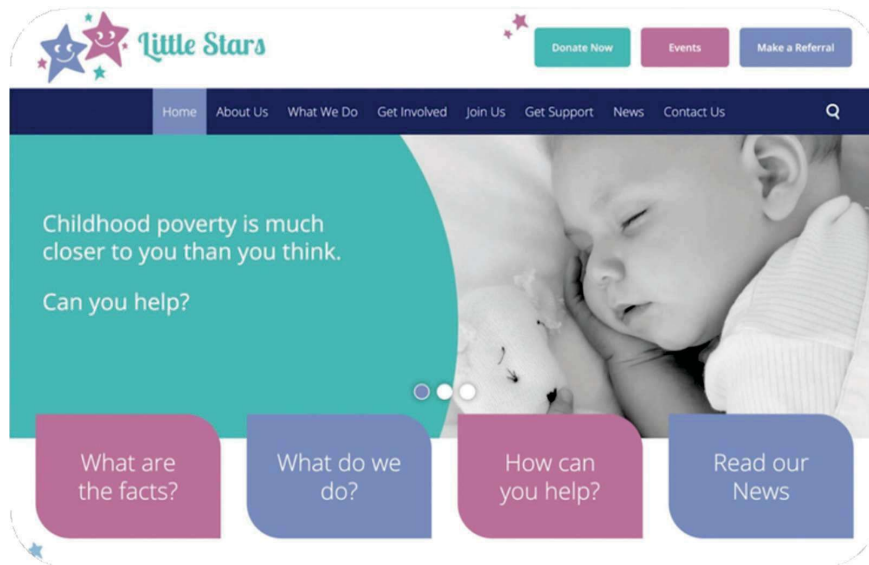 Little Stars
Donate Now
Events
Make a Referral
Home
About Us
What We Do
Get Involved
Join Us
Get Support
News
Contact Us
Childhood poverty is much
closer to you than you think.
Can you help?
What are
the facts?
What do we
do?
How can
you help?
Read our
News